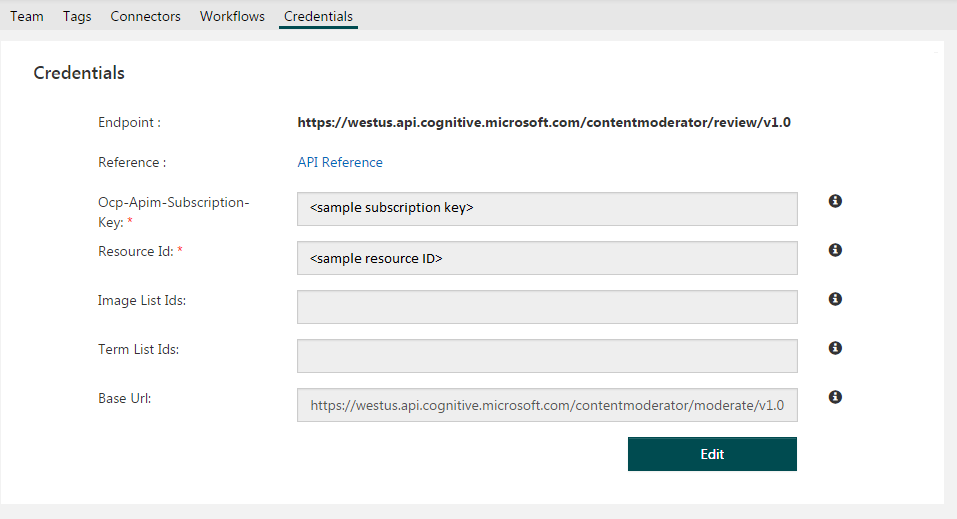 Team Tags Connectors Workflows Credentials
Credentials
Endpoint : https://westus.api.cognitive.microsoft.com/contentmoderator/review/v1.0
Reference : API Reference
Ocp-Apim-Subscription-
Key: * <sample subscription key>
Resource Id: * <sample resource ID>
Image List Ids:
Term List Ids:
Base Url: https://westus.api.cognitive.microsoft.com/contentmoderator/moderate/v1.0
Edit